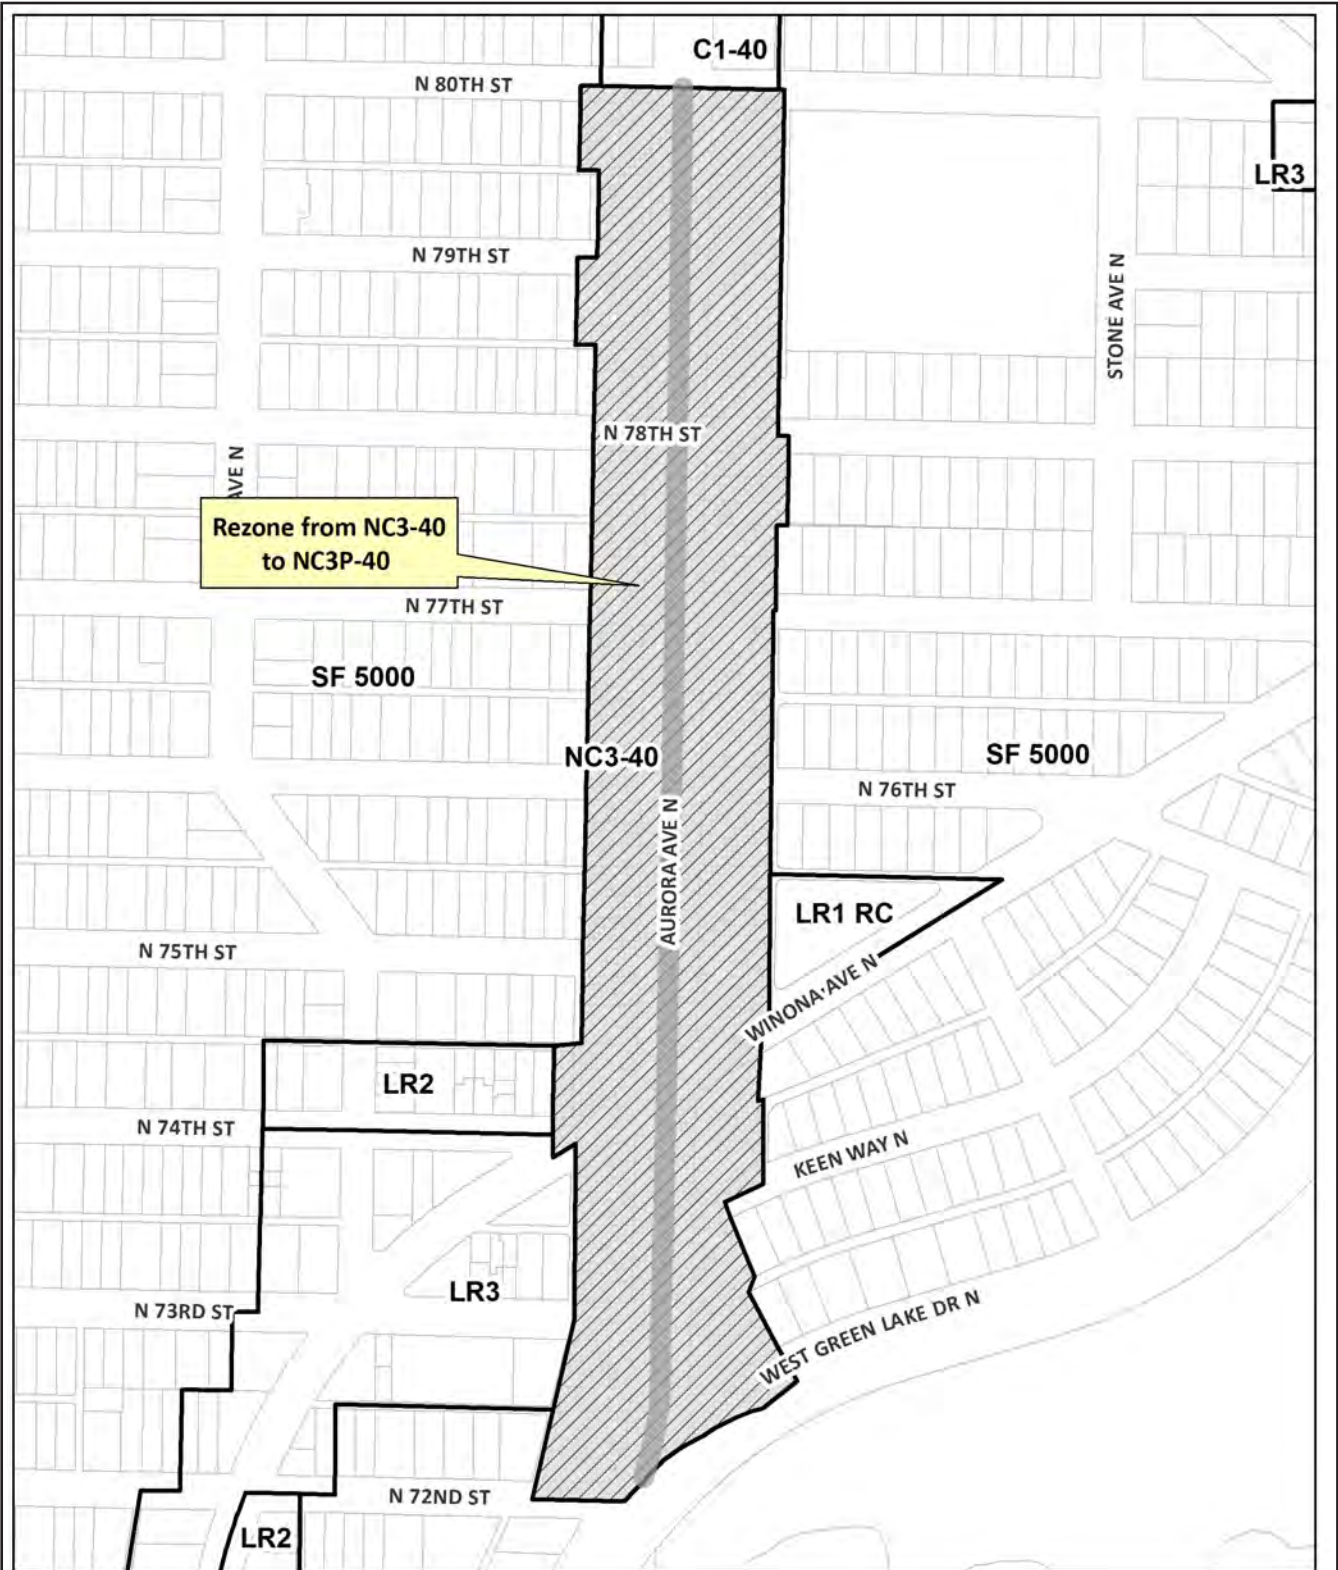 C1-40
N 80TH ST
LR3
N 79TH ST
STONE AVE N
N 78TH ST
AVE N
Rezone from NC3-40
to NC3P-40
N 77TH ST
SF 5000
NC3-40
SF 5000
N 76TH ST
AURORA AVE N
LR1 RC
N 75TH ST
WINONA AVE N
LR2
N 74TH ST
KEEN WAY N
LR3
N 73RD ST
WEST GREEN LAKE DR N
N 72ND ST
LR2